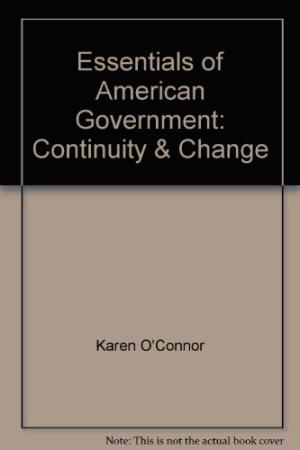 Essentials of
American
Government:
Continuity & Change
Karen O'Connor
Note: This is not the actual book cover